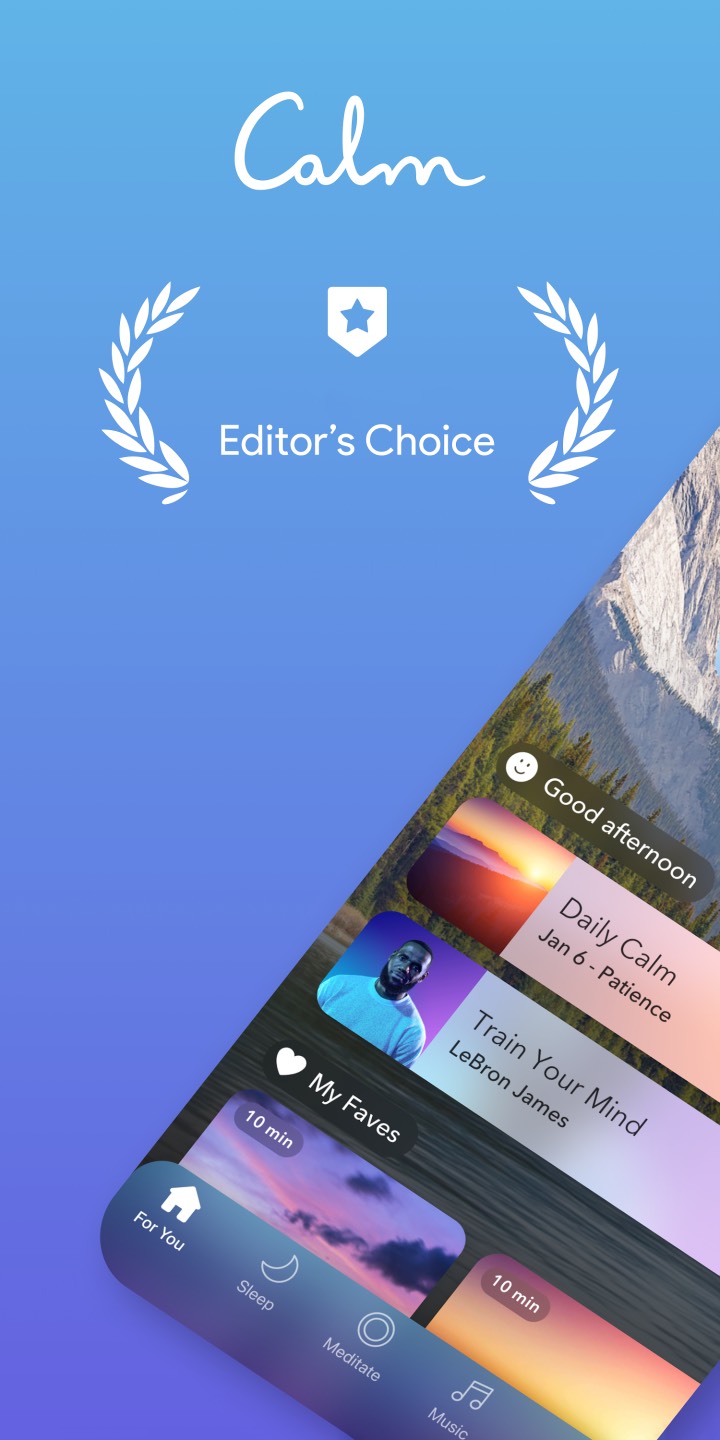 Calm
Editor’s Choice
Good afternoon
Daily Calm
Jan 6 - Patience
Train Your Mind
LeBron James
My Faves
10 min
10 min
For You
Sleep
Meditate
Music